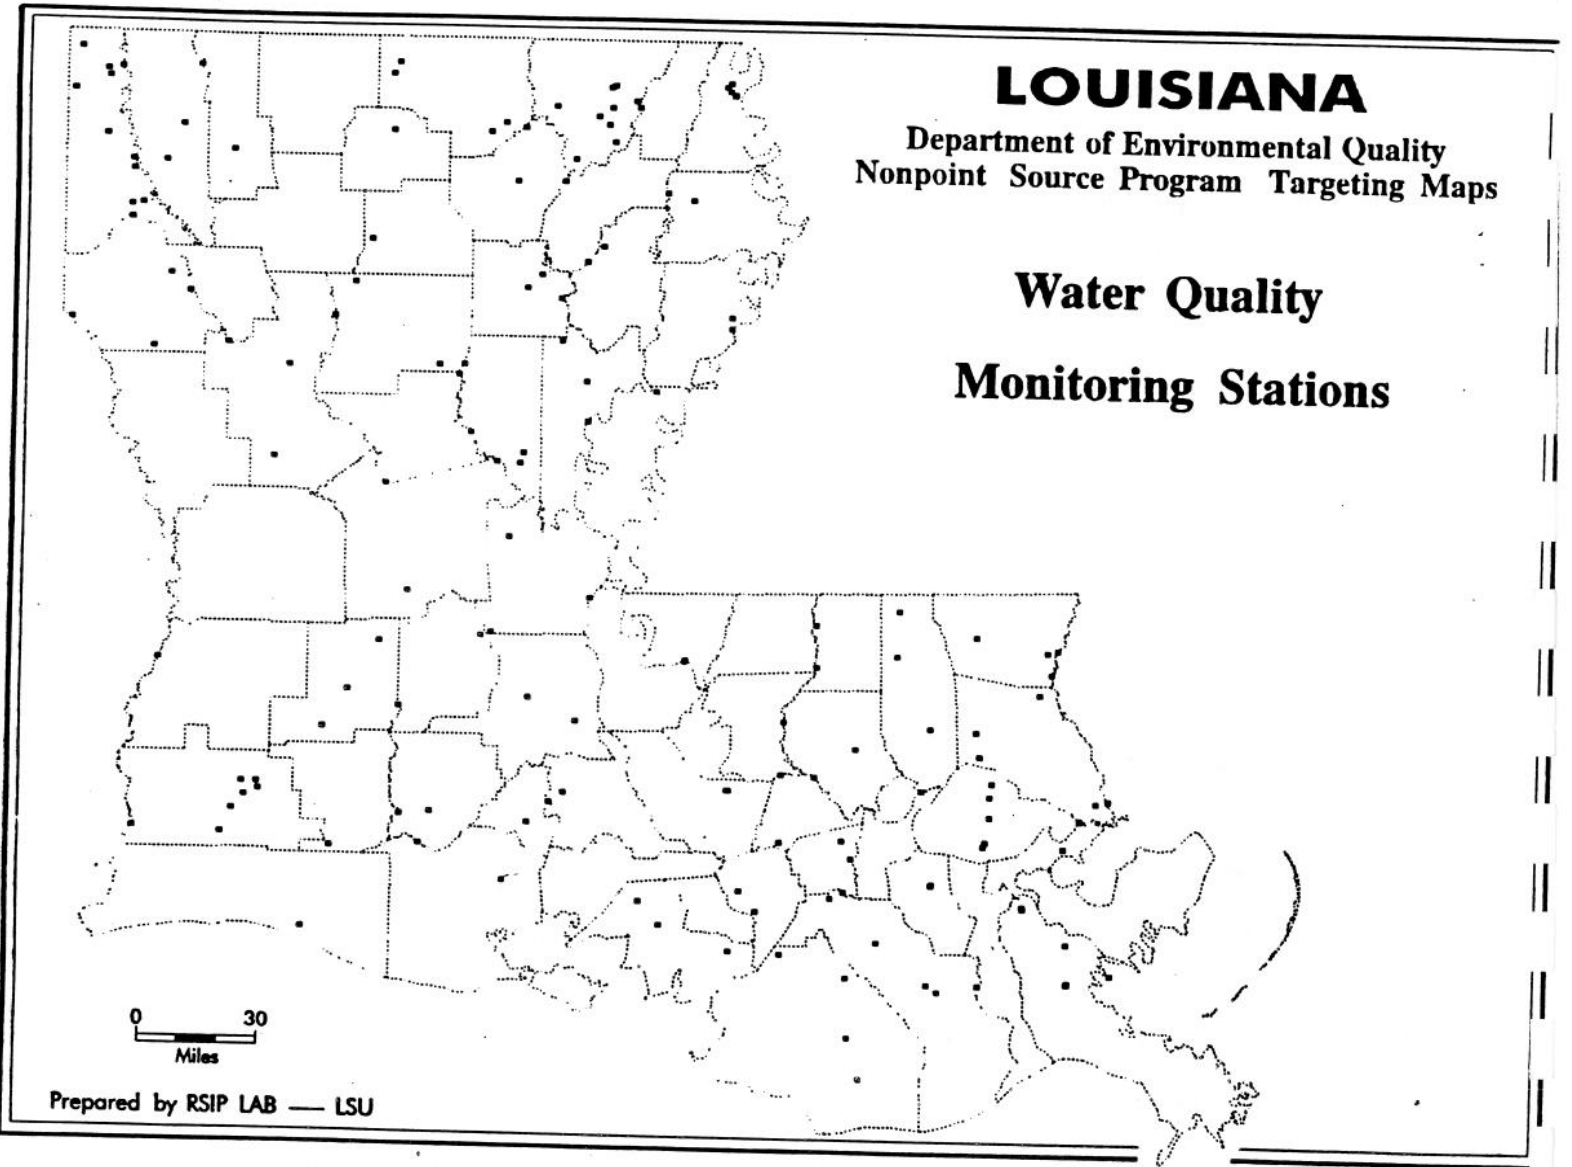 LOUISIANA
Department of Environmental Quality
Nonpoint Source Program Targeting Maps
Water Quality
Monitoring Stations
0 30
Miles
Prepared by RSIP LAB — LSU